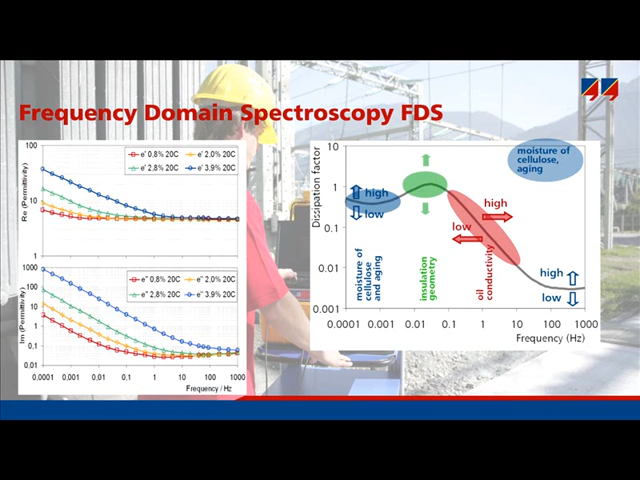 Frequency Domain Spectroscopy FDS
100
10
1
Re (Permittivity)
e' 0,8% 20C
e' 2,0% 20C
e' 2,8% 20C
e' 3,9% 20C
1000
100
10
1
0,1
0,01
Im (Permittivity)
e'' 0,8% 20C
e'' 2,0% 20C
e'' 2,8% 20C
e'' 3,9% 20C
0,0001 0,001 0,01 0,1 1 10 100 1000
Frequency / Hz
10
1
0.1
0.01
0.001
Dissipation factor
moisture of
cellulose,
aging
high
low
high
low
high
low
moisture of
cellulose
and aging
insulation
geometry
oil
conductivity
0.0001 0.001 0.01 0.1 1 10 100 1000
Frequency (Hz)